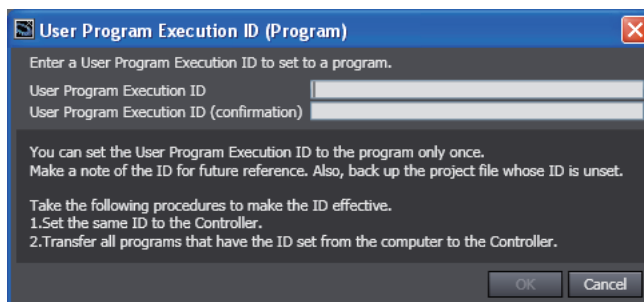 User Program Execution ID (Program)
Enter a User Program Execution ID to set to a program.
User Program Execution ID
User Program Execution ID (confirmation)
You can set the User Program Execution ID to the program only once.
Make a note of the ID for future reference. Also, back up the project file whose ID is unset.
Take the following procedures to make the ID effective.
1.Set the same ID to the Controller.
2.Transfer all programs that have the ID set from the computer to the Controller.
OK Cancel